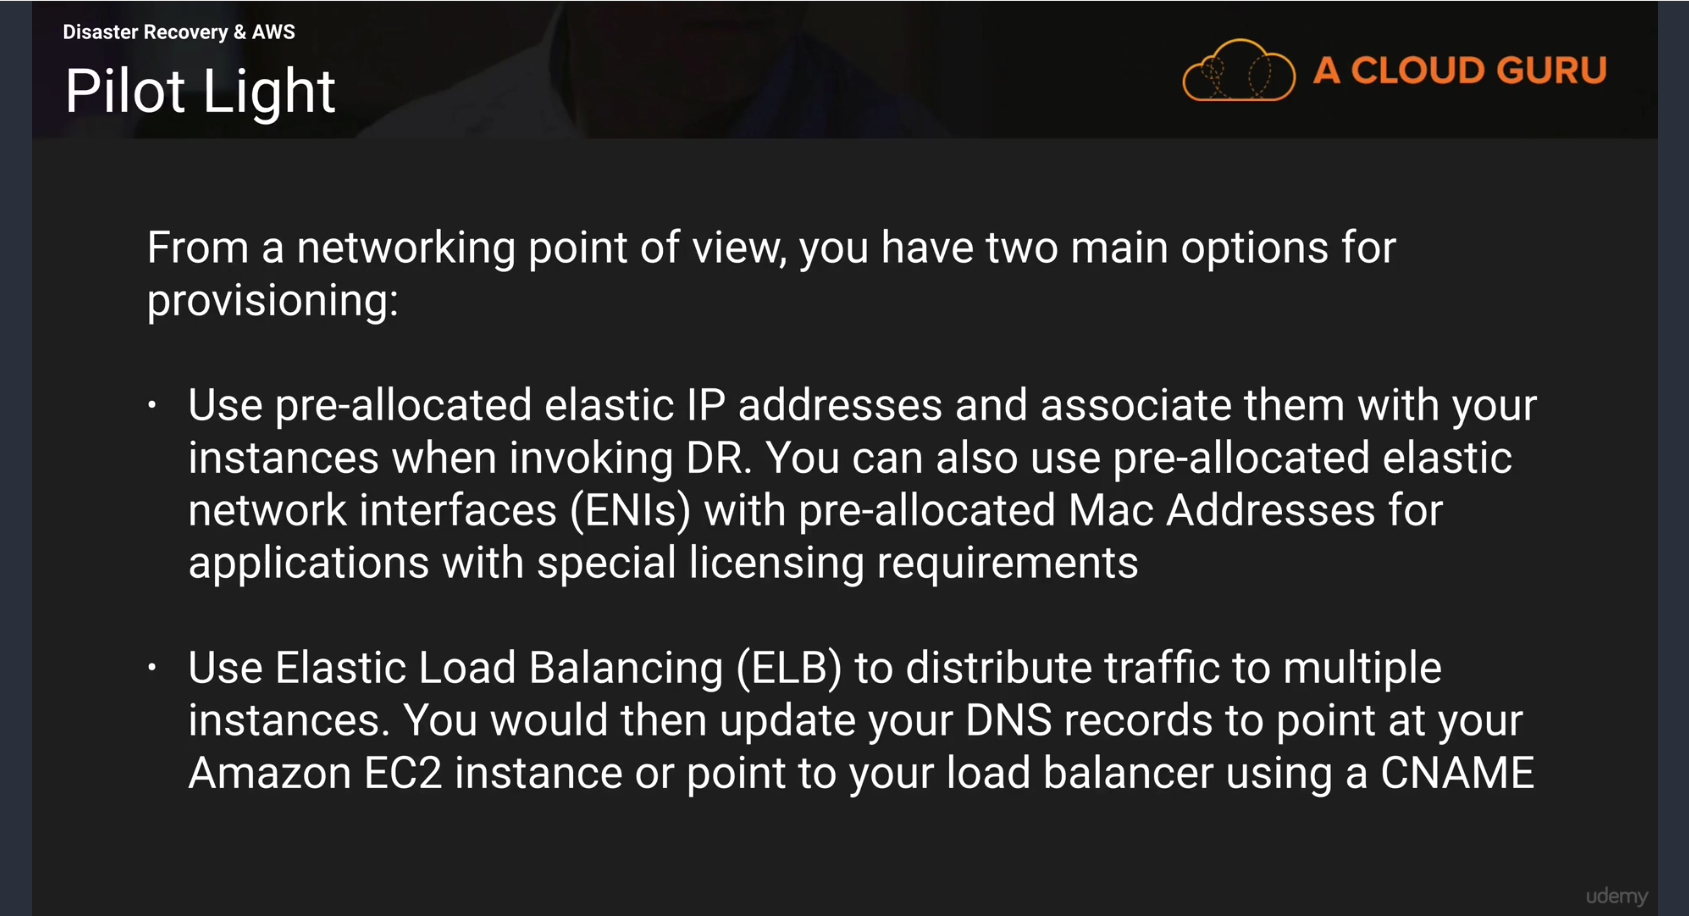 Disaster Recovery & AWS
Pilot Light
A CLOUD GURU
From a networking point of view, you have two main options for
provisioning:
· Use pre-allocated elastic IP addresses and associate them with your
instances when invoking DR. You can also use pre-allocated elastic
network interfaces (ENIs) with pre-allocated Mac Addresses for
applications with special licensing requirements
· Use Elastic Load Balancing (ELB) to distribute traffic to multiple
instances. You would then update your DNS records to point at your
Amazon EC2 instance or point to your load balancer using a CNAME
udemy